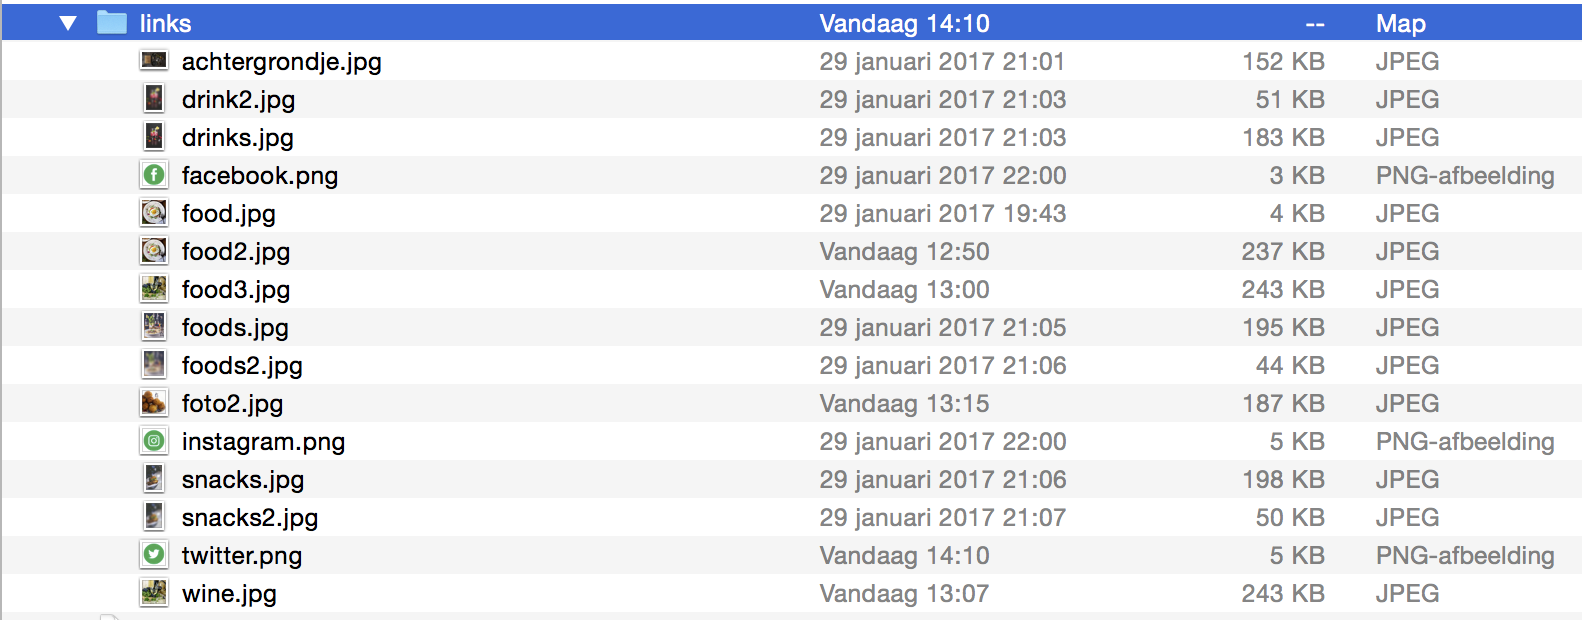 links Vandaag 14:10 -- Map
achtergrondje.jpg 29 januari 2017 21:01 152 KB JPEG
drink2.jpg 29 januari 2017 21:03 51 KB JPEG
drinks.jpg 29 januari 2017 21:03 183 KB JPEG
facebook.png 29 januari 2017 22:00 3 KB PNG-afbeelding
food.jpg 29 januari 2017 19:43 4 KB JPEG
food2.jpg Vandaag 12:50 237 KB JPEG
food3.jpg Vandaag 13:00 243 KB JPEG
foods.jpg 29 januari 2017 21:05 195 KB JPEG
foods2.jpg 29 januari 2017 21:06 44 KB JPEG
foto2.jpg Vandaag 13:15 187 KB JPEG
instagram.png 29 januari 2017 22:00 5 KB PNG-afbeelding
snacks.jpg 29 januari 2017 21:06 198 KB JPEG
snacks2.jpg 29 januari 2017 21:07 50 KB JPEG
twitter.png Vandaag 14:10 5 KB PNG-afbeelding
wine.jpg Vandaag 13:07 243 KB JPEG